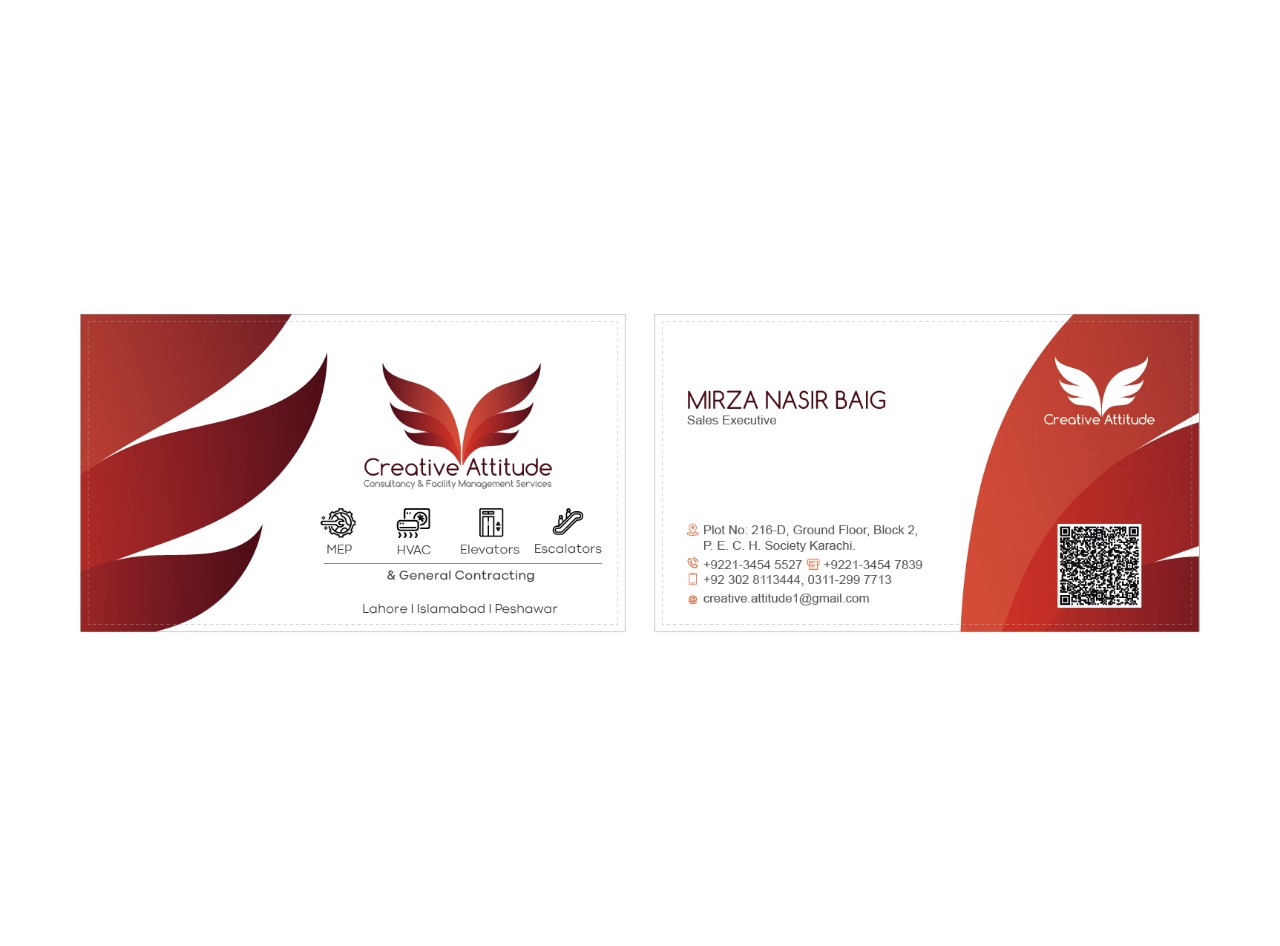 Creative Attitude
Consultancy & Facility Management Services
MEP HVAC Elevators Escalators
& General Contracting
Lahore I Islamabad I Peshawar
MIRZA NASIR BAIG
Sales Executive
Creative Attitude
Plot No: 216-D, Ground Floor, Block 2,
P. E. C. H. Society Karachi.
+9221-3454 5527 +9221-3454 7839
+92 302 8113444, 0311-299 7713
creative.attitude1@gmail.com